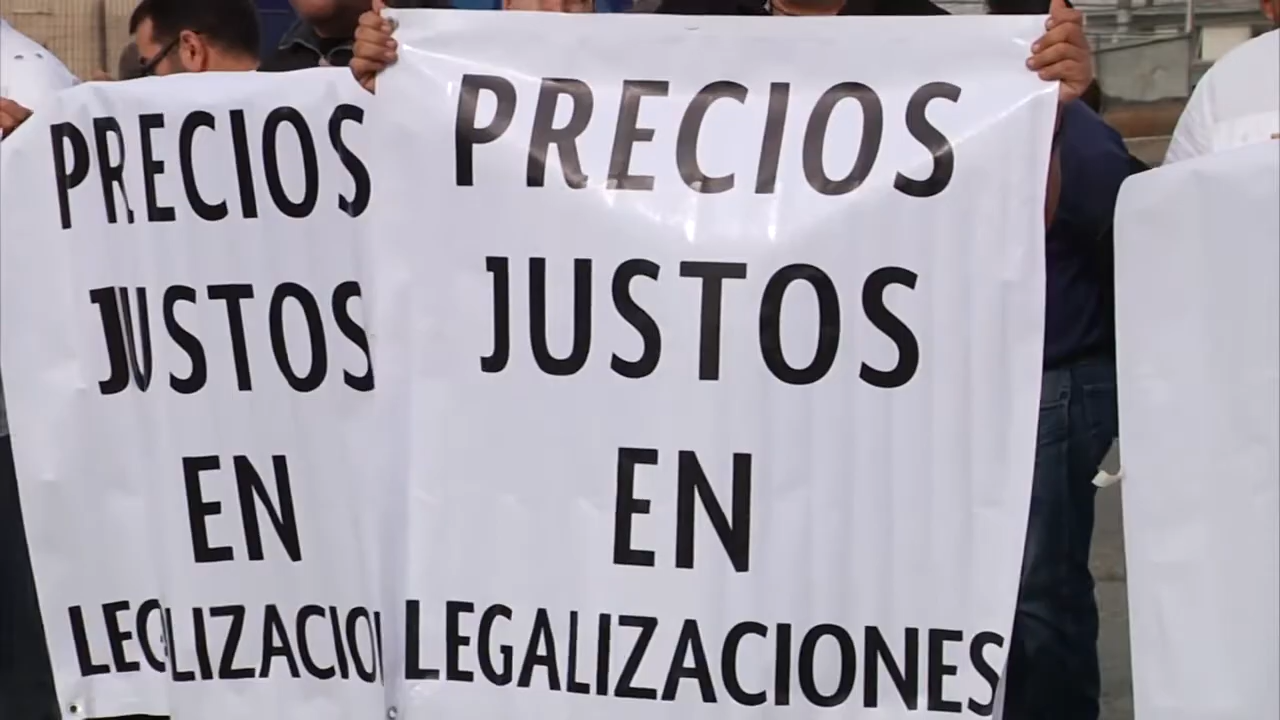 PRECIOS
JUSTOS
EN
LEGALIZACIONES
PRECIOS
JUSTOS
EN